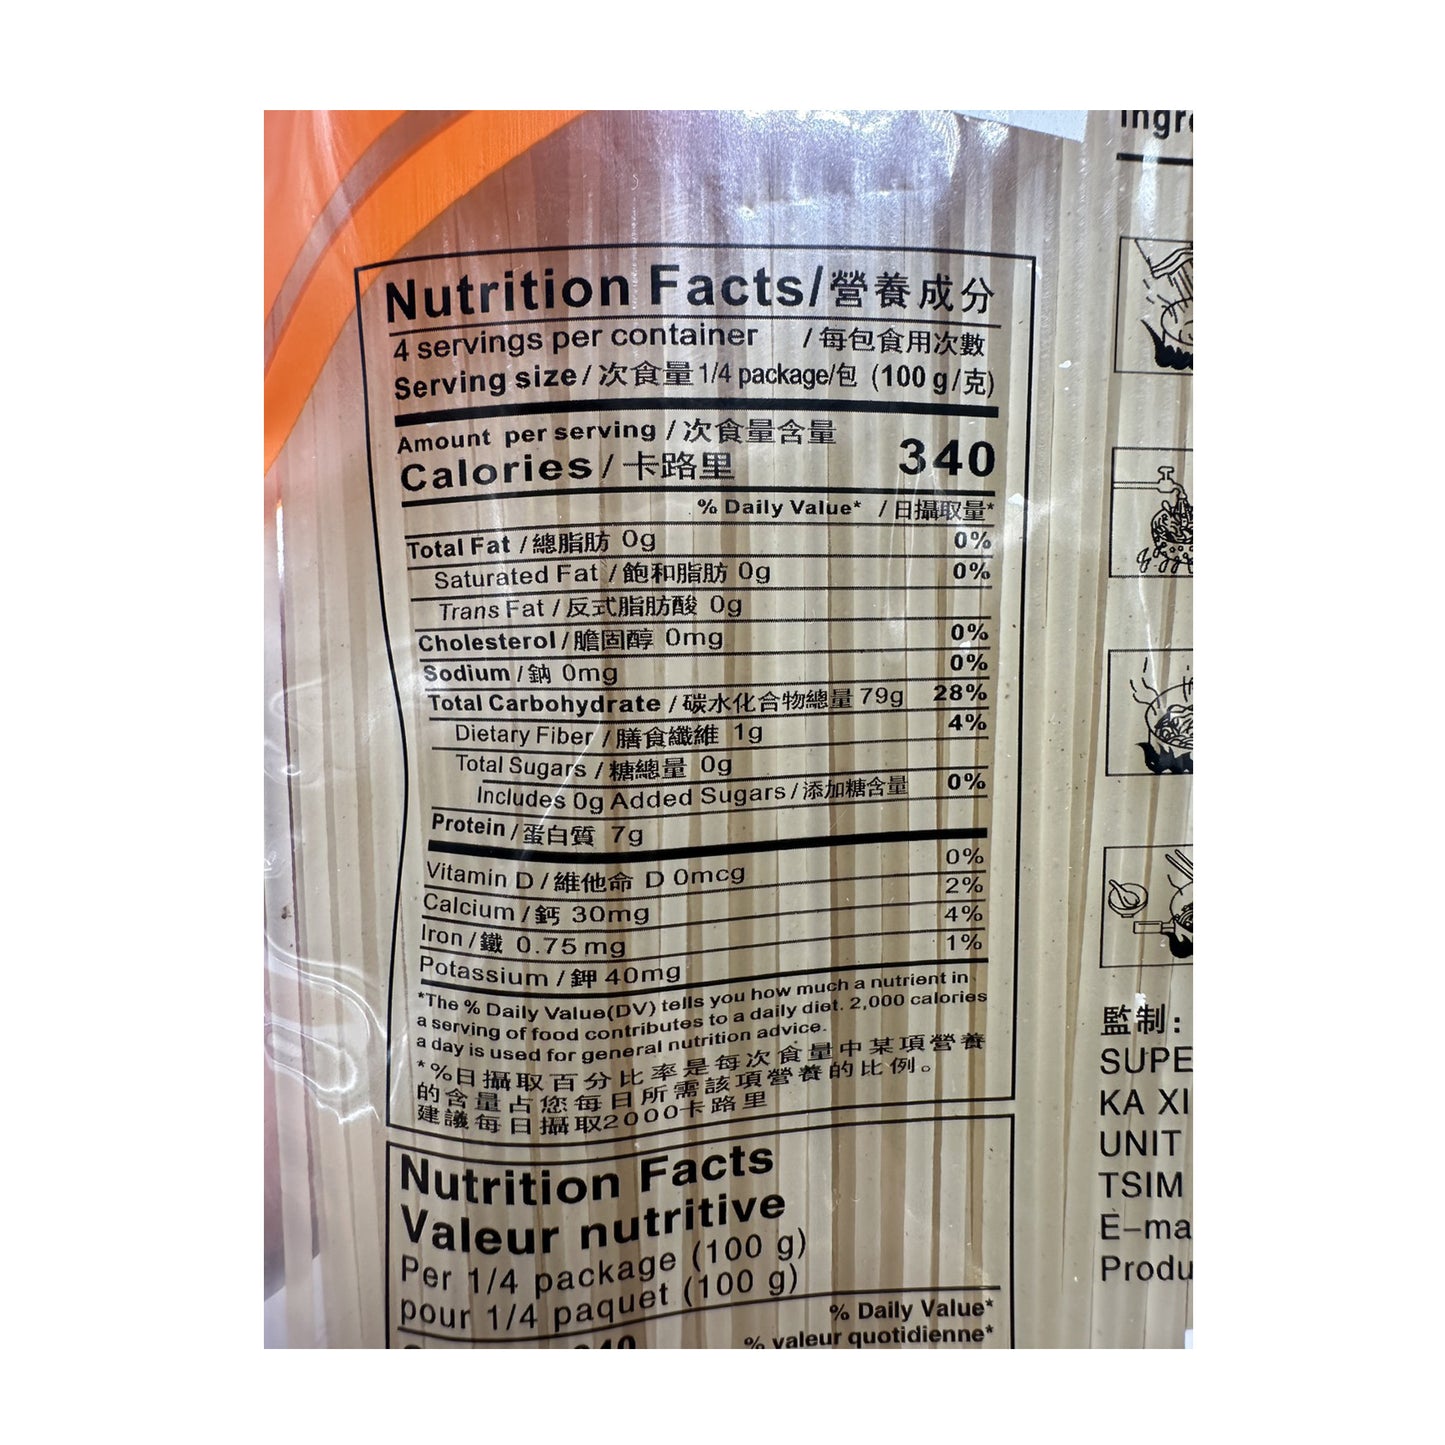 Nutrition Facts/營養成分
4 servings per container /每包食用次數
Serving size/次食量1/4 package/包 (100 g/克)
Amount per serving/次食量含量
Calories/卡路里 340
% Daily Value* /日攝取量*
Total Fat /總脂肪 0g 0%
Saturated Fat /飽和脂肪 0g 0%
Trans Fat /反式脂肪酸 0g
Cholesterol/膽固醇 0mg 0%
Sodium/鈉 0mg 0%
Total Carbohydrate /碳水化合物總量 79g 28%
Dietary Fiber /膳食纖維 1g 4%
Total Sugars /糖總量 0g
Includes 0g Added Sugars/添加糖含量 0%
Protein/蛋白質 7g
Vitamin D/維他命 D 0mcg 0%
Calcium/鈣 30mg 2%
Iron/鐵 0.75mg 4%
Potassium/鉀 40mg 1%
*The % Daily Value(DV) tells you how much a nutrient in
a serving of food contributes to a daily diet. 2,000 calories
a day is used for general nutrition advice.
*%日攝取百分比率是每次食量中某項營養
的含量占您每日所需該項營養的比例。
建議每日攝取2000卡路里
Nutrition Facts
Valeur nutritive
Per 1/4 package (100 g)
pour 1/4 paquet (100 g)
% Daily Value*
% valeur quotidienne*
Ingr
監制:
SUPE
KA XI
UNIT
TSIM
E-ma
Produ